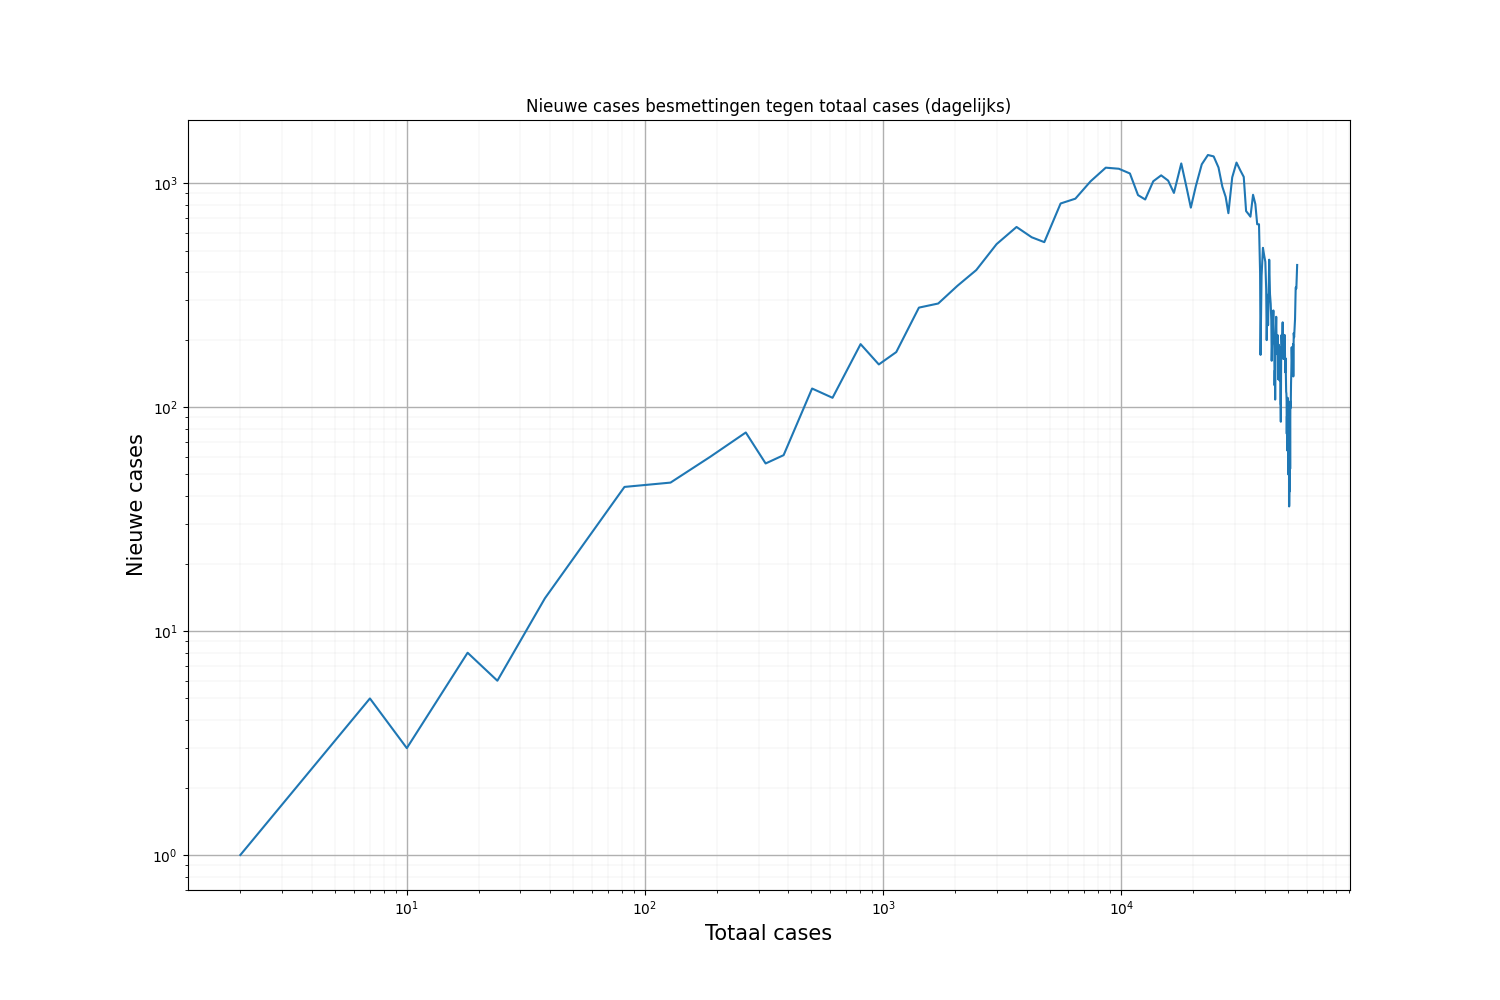 Nieuwe cases besmettingen tegen totaal cases (dagelijks)
10³
10²
10¹
10⁰
Nieuwe cases
10¹ 10² 10³ 10⁴
Totaal cases